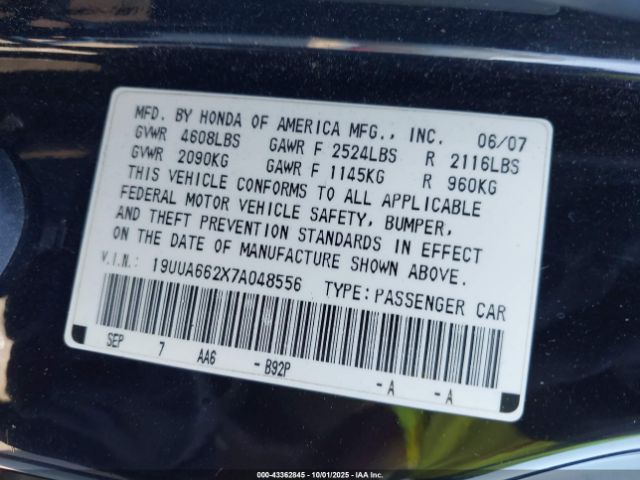 MFD. BY HONDA OF AMERICA MFG., INC. 06/07
GVWR 4608LBS GAWR F 2524LBS R 2116LBS
GVWR 2090KG GAWR F 1145KG R 960KG
THIS VEHICLE CONFORMS TO ALL APPLICABLE
FEDERAL MOTOR VEHICLE SAFETY, BUMPER,
AND THEFT PREVENTION STANDARDS IN EFFECT
ON THE DATE OF MANUFACTURE SHOWN ABOVE.
V.I.N.: 19UUA662X7A048556 TYPE:PASSENGER CAR
SEP 7 AA6 -B92P -A -A
000-43362845 - 10/01/2025 - IAA Inc.